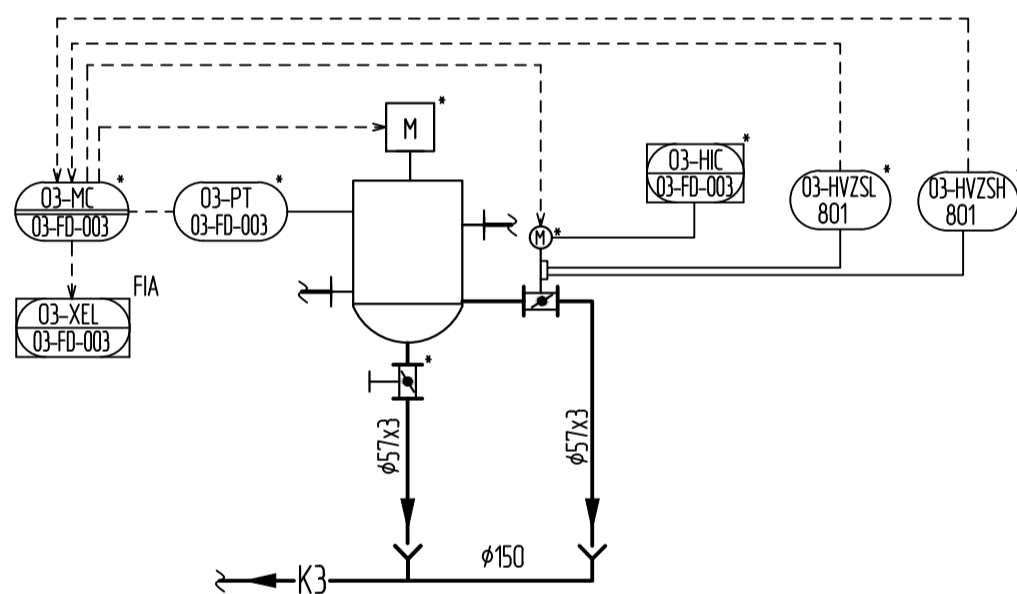 *
M
*
03-HIC
03-FD-003
*
03-MC
03-FD-003
*
03-PT
03-FD-003
*
03-HVZSL
801
*
03-HVZSH
801
*
M
*
FIA
03-XEL
03-FD-003
*
ϕ57x3
ϕ57x3
ϕ150
K3